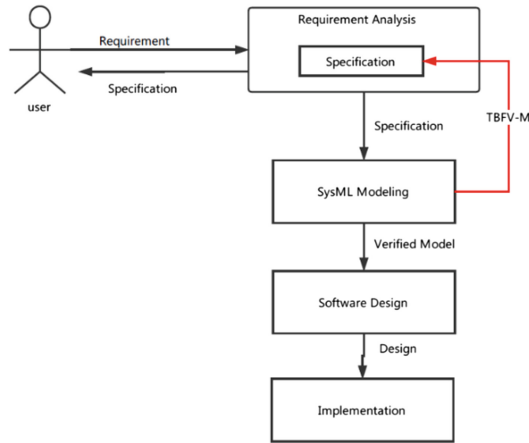 Requirement Analysis
Requirement
Specification
Specification
user
Specification
TBFV-M
SysML Modeling
Verified Model
Software Design
Design
Implementation